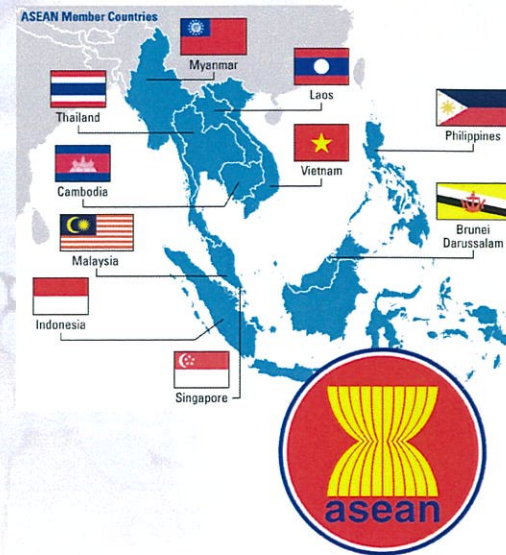 ASEAN Member Countries
Myanmar
Laos
Thailand
Philippines
Vietnam
Cambodia
Brunei
Darussalam
Malaysia
Indonesia
Singapore
asean